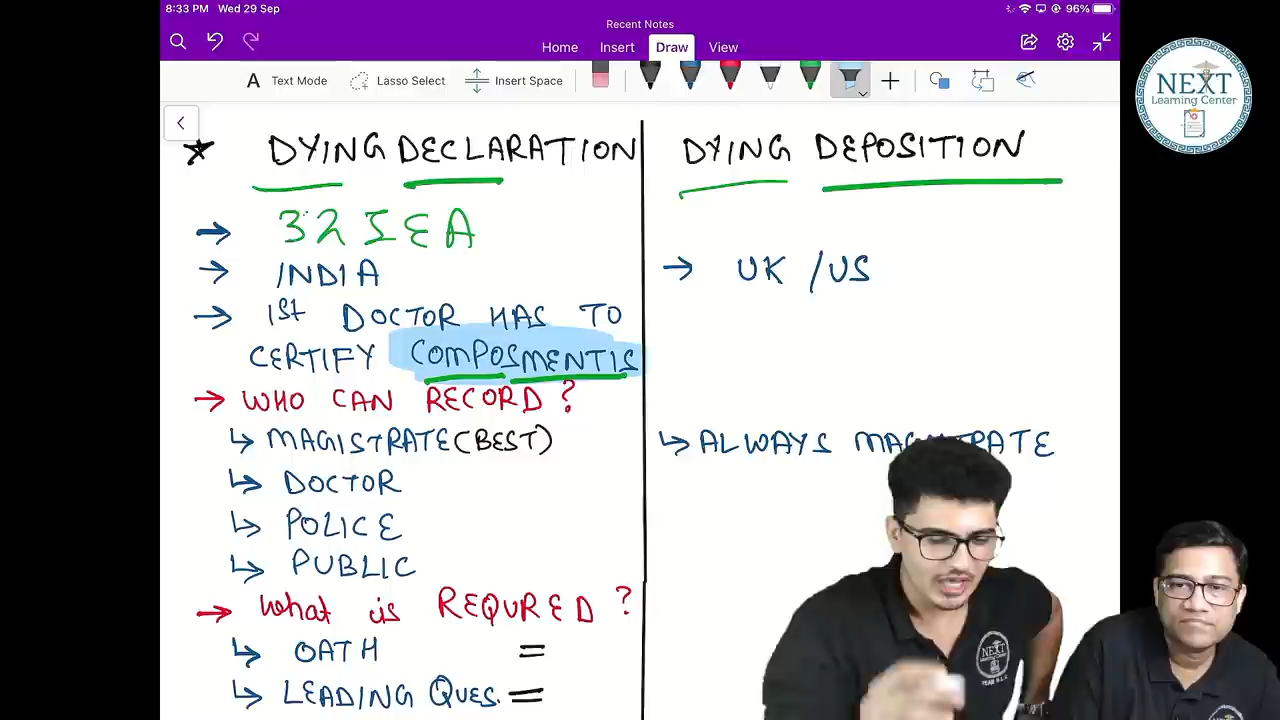 8:33 PM Wed 29 Sep
96%
Recent Notes
Home Insert Draw View
Text Mode Lasso Select Insert Space
NEXT
Learning Center
DYING DECLARATION
DYING DEPOSITION
→ 32 IEA
→ INDIA
→ UK / US
→ 1st DOCTOR HAS TO
CERTIFY COMPOSMENTIS
→ WHO CAN RECORD?
↳ MAGISTRATE (BEST)
↳ ALWAYS MAGISTRATE
↳ DOCTOR
↳ POLICE
↳ PUBLIC
→ What is REQURED ?
↳ OATH =
↳ LEADING QUES. =
NEXT